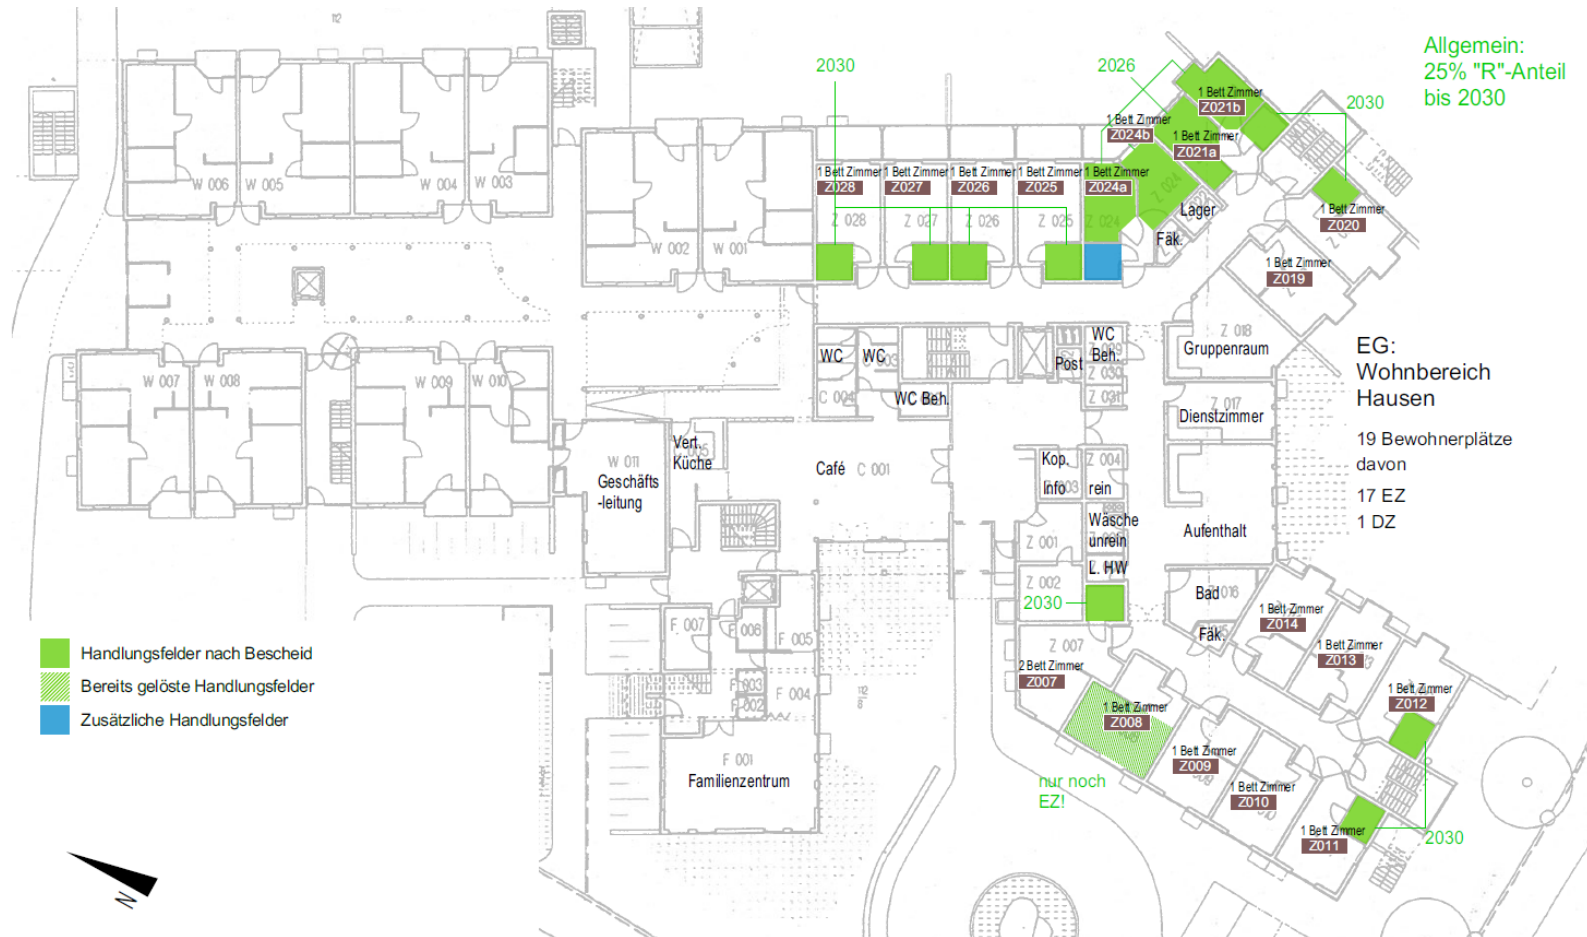 112
2030
2026
2030
Allgemein:
25% "R"-Anteil
bis 2030
1 Bett Zimmer
Z021b
1 Bett Zimmer
Z024b
1 Bett Zimmer
Z021a
1 Bett Zimmer
Z028
1 Bett Zimmer
Z027
1 Bett Zimmer
Z026
1 Bett Zimmer
Z025
1 Bett Zimmer
Z024a
1 Bett Zimmer
Z020
1 Bett Zimmer
Z019
W 006
W 005
W 004
W 003
W 002
W 001
Z 028
Z 027
Z 026
Z 025
Z 024
Z 024
Lager
Fäk.
Z 018
Gruppenraum
WC
WC
C 004
WC Beh.
Post
WC
Beh.
Z 030
Z 031
Z 017
Dienstzimmer
EG:
Wohnbereich
Hausen
19 Bewohnerplätze
davon
17 EZ
1 DZ
W 007
W 008
W 009
W 010
W 011
Geschäfts
-leitung
Vert.
Küche
Café
C 001
Kop.
Info
Z 004
rein
Wäsche
unrein
L. HW
Z 001
Z 002
2030
Aufenthalt
Bad
Fäk.
Z 007
2 Bett Zimmer
Z007
1 Bett Zimmer
Z008
1 Bett Zimmer
Z009
1 Bett Zimmer
Z010
1 Bett Zimmer
Z011
1 Bett Zimmer
Z012
1 Bett Zimmer
Z013
1 Bett Zimmer
Z014
2030
nur noch
EZ!
F 007
F 006
F 005
F 003
F 002
F 004
F 001
Familienzentrum
Handlungsfelder nach Bescheid
Bereits gelöste Handlungsfelder
Zusätzliche Handlungsfelder
N